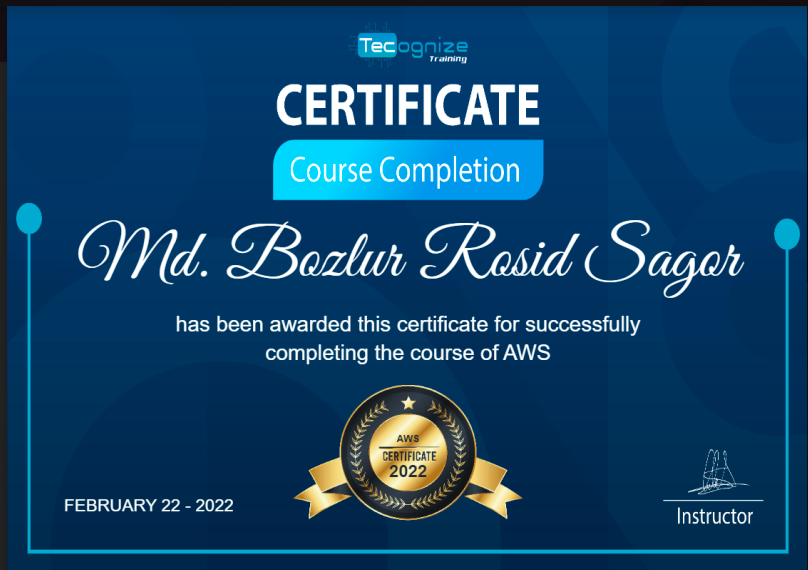 Tecognize
Training
CERTIFICATE
Course Completion
Md. Bozlur Rosid Sagor
has been awarded this certificate for successfully
completing the course of AWS
AWS
CERTIFICATE
2022
FEBRUARY 22 - 2022
Instructor